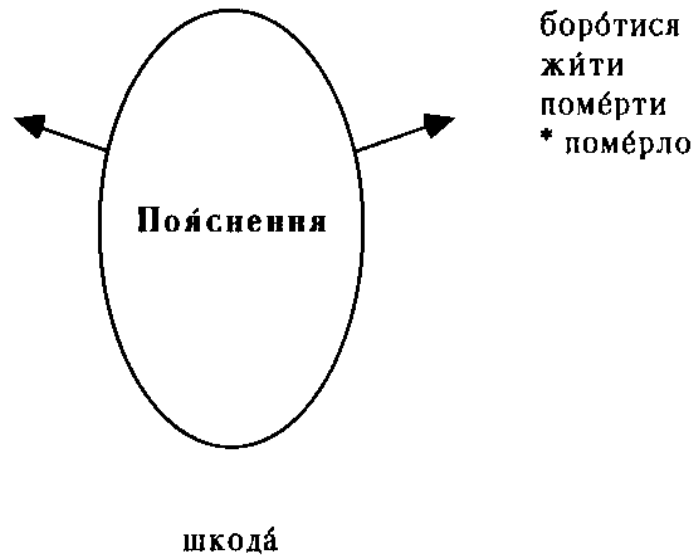 боро́тися
жи́ти
поме́рти
* поме́рло
Поя́снення
шкода́